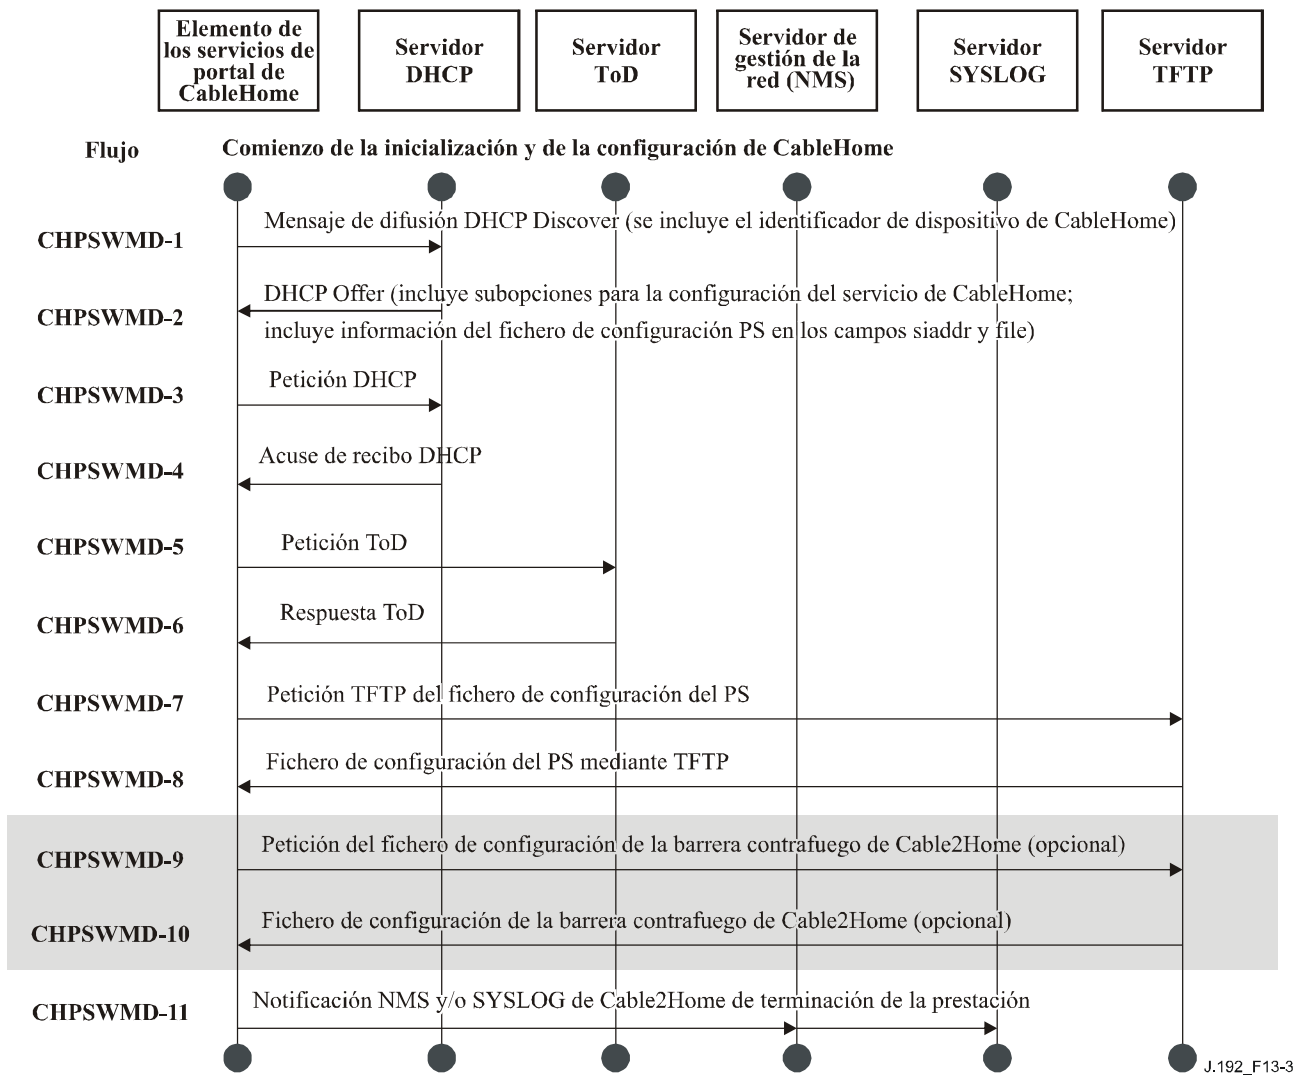 Elemento de
los servicios de
portal de
CableHome
Servidor
DHCP
Servidor
ToD
Servidor de
gestión de la
red (NMS)
Servidor
SYSLOG
Servidor
TFTP
Flujo
Comienzo de la inicialización y de la configuración de CableHome
CHPSWMD-1
Mensaje de difusión DHCP Discover (se incluye el identificador de dispositivo de CableHome)
CHPSWMD-2
DHCP Offer (incluye subopciones para la configuración del servicio de CableHome;
incluye información del fichero de configuración PS en los campos siaddr y file)
CHPSWMD-3
Petición DHCP
CHPSWMD-4
Acuse de recibo DHCP
CHPSWMD-5
Petición ToD
CHPSWMD-6
Respuesta ToD
CHPSWMD-7
Petición TFTP del fichero de configuración del PS
CHPSWMD-8
Fichero de configuración del PS mediante TFTP
CHPSWMD-9
Petición del fichero de configuración de la barrera contrafuego de Cable2Home (opcional)
CHPSWMD-10
Fichero de configuración de la barrera contrafuego de Cable2Home (opcional)
CHPSWMD-11
Notificación NMS y/o SYSLOG de Cable2Home de terminación de la prestación
J.192_F13-3